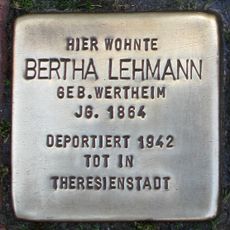 HIER WOHNTE
BERTHA LEHMANN
GEB. WERTHEIM
JG. 1864
DEPORTIERT 1942
TOT IN
THERESIENSTADT